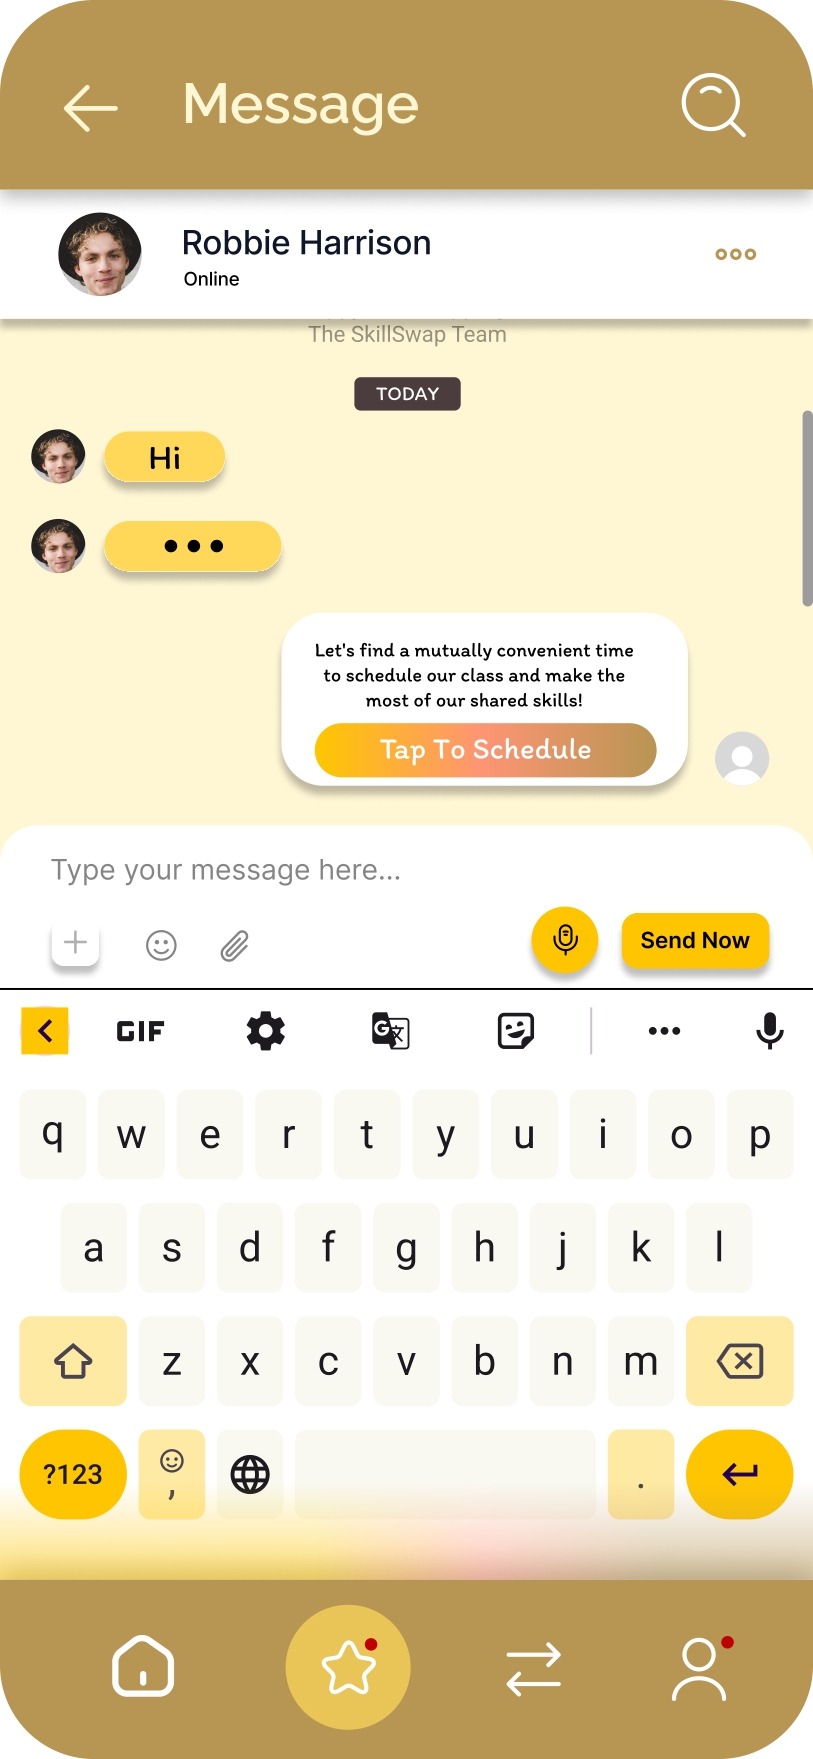 Message
Robbie Harrison
Online
The SkillSwap Team
TODAY
Hi
Let's find a mutually convenient time
to schedule our class and make the
most of our shared skills!
Tap To Schedule
Type your message here...
Send Now
GIF
G 文
q w e r t y u i o p
a s d f g h j k l
z x c v b n m
?123 , .